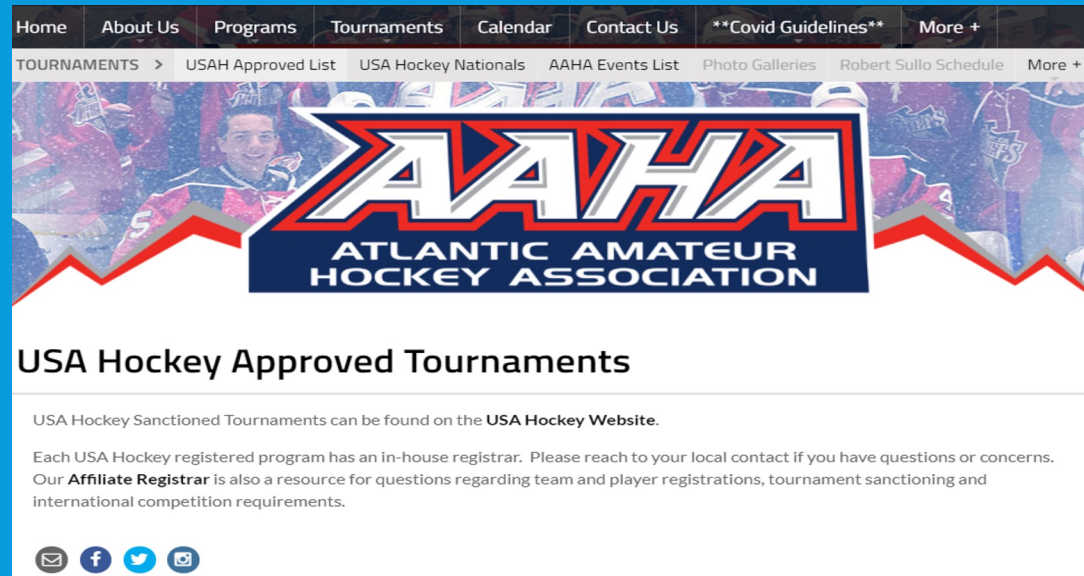 Home About Us Programs Tournaments Calendar Contact Us **Covid Guidelines** More +
TOURNAMENTS > USAH Approved List USA Hockey Nationals AAHA Events List Photo Galleries Robert Sullo Schedule More +
AAHA
ATLANTIC AMATEUR
HOCKEY ASSOCIATION
USA Hockey Approved Tournaments
USA Hockey Sanctioned Tournaments can be found on the USA Hockey Website.
Each USA Hockey registered program has an in-house registrar. Please reach to your local contact if you have questions or concerns.
Our Affiliate Registrar is also a resource for questions regarding team and player registrations, tournament sanctioning and
international competition requirements.